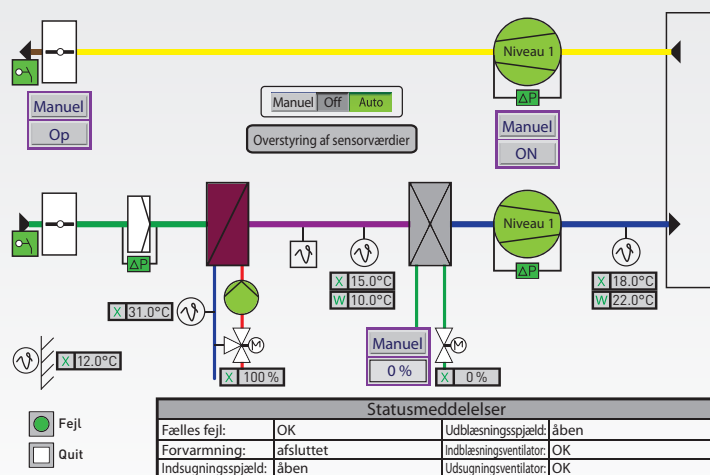 Niveau 1
ΔP
Manuel
Op
Manuel Off Auto
Overstyring af sensorværdier
Manuel
ON
Niveau 1
ΔP
ΔP
X 15.0°C
W 10.0°C
X 18.0°C
W 22.0°C
X 31.0°C
M
Manuel
0 %
M
X 12.0°C
X 100 %
X 0 %
Fejl
Quit
Statusmeddelelser
Fælles fejl: OK Udblæsningsspjæld: åben
Forvarmning: afsluttet Indblæsningsventilator: OK
Indsugningsspjæld: åben Udsugningsventilator: OK